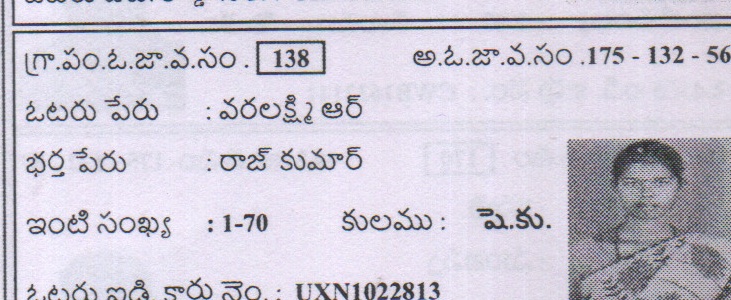 గ్రా.పం.ఓ.జా.వ.సం . 138 అ.ఓ.జా.వ.సం .175 - 132 - 56
ఓటరు పేరు : వరలక్ష్మి ఆర్
భర్త పేరు : రాజ్ కుమార్
ఇంటి సంఖ్య : 1-70 కులము : షె.కు.
ఓటరు ఐడి కార్డు నెం. : UXN1022813